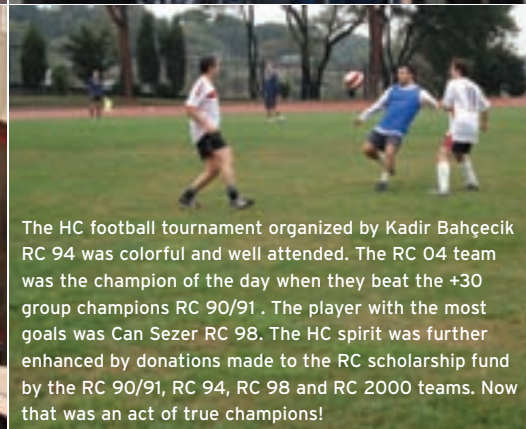 The HC football tournament organized by Kadir Bahçecik
RC 94 was colorful and well attended. The RC 04 team
was the champion of the day when they beat the +30
group champions RC 90/91 . The player with the most
goals was Can Sezer RC 98. The HC spirit was further
enhanced by donations made to the RC scholarship fund
by the RC 90/91, RC 94, RC 98 and RC 2000 teams. Now
that was an act of true champions!